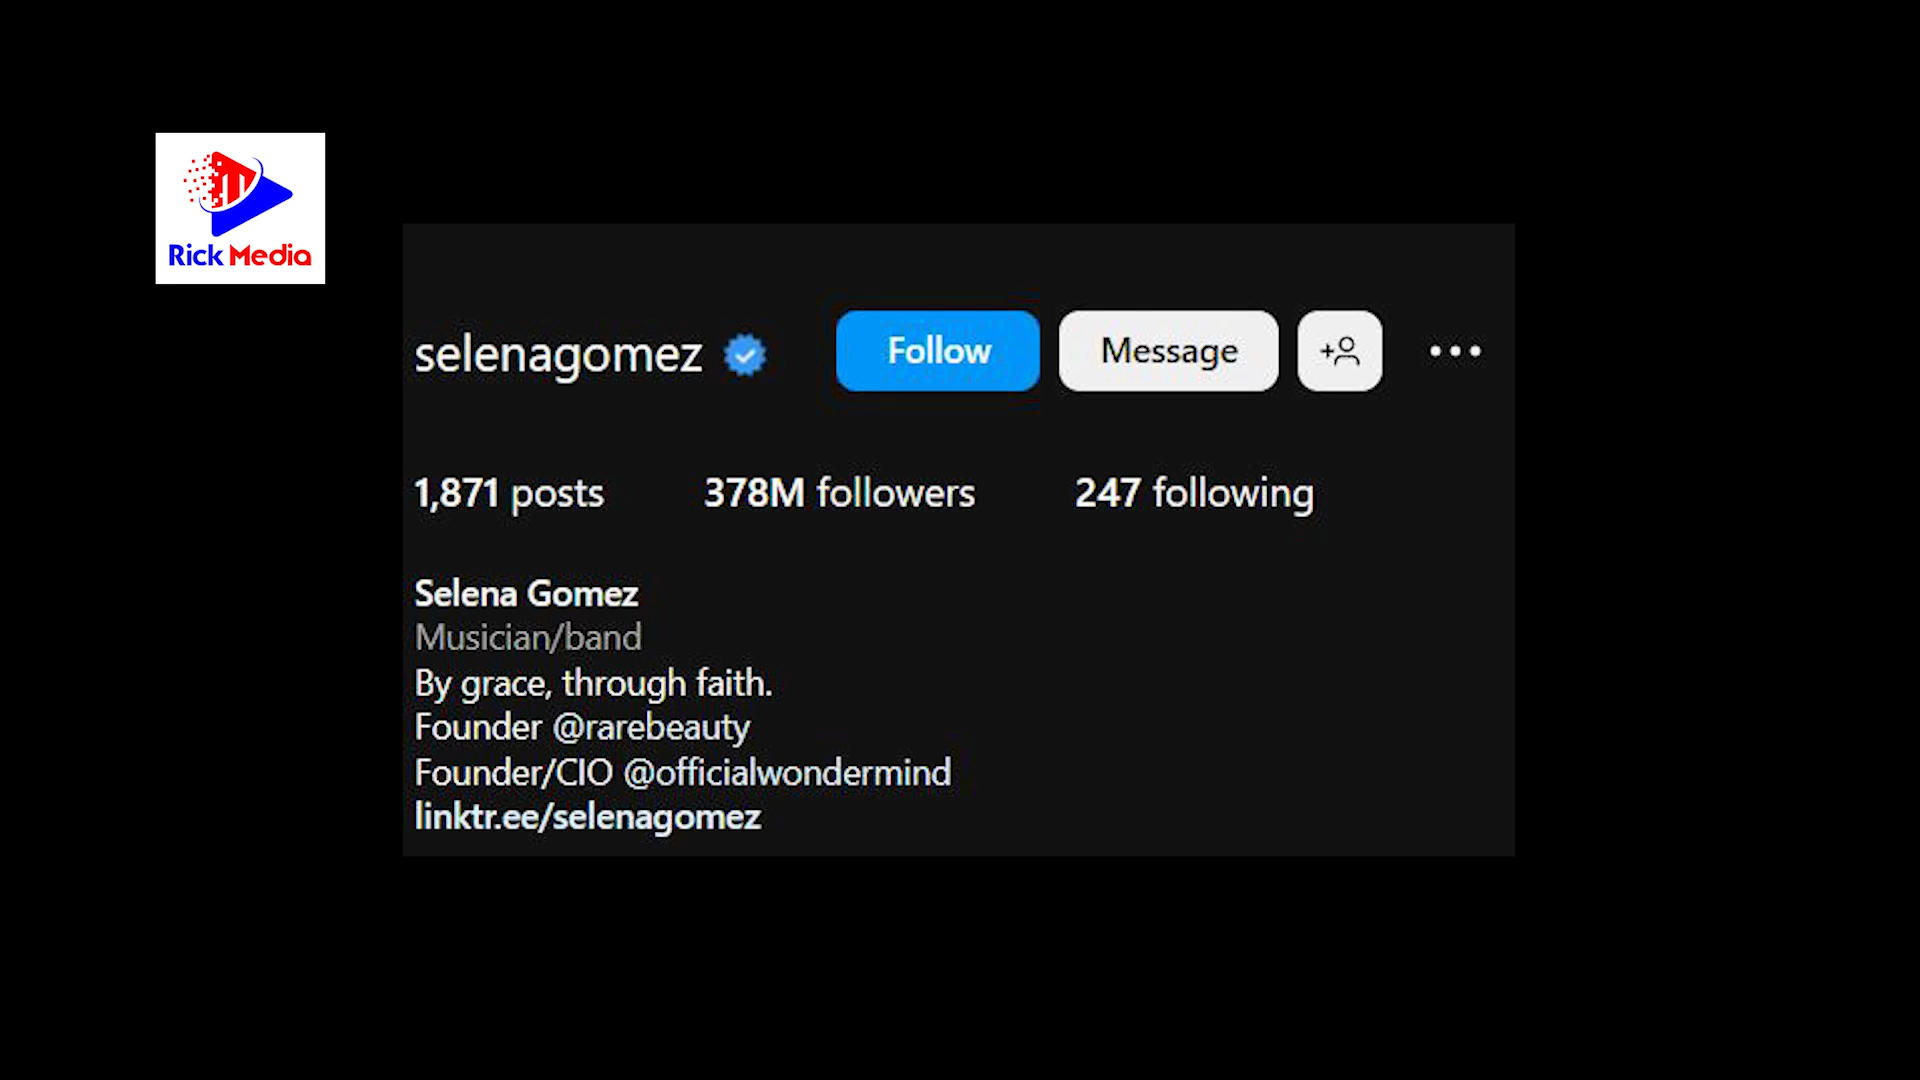 Rick Media
selenagomez
Follow
Message
1,871 posts
378M followers
247 following
Selena Gomez
Musician/band
By grace, through faith.
Founder @rarebeauty
Founder/CIO @officialwondermind
linktr.ee/selenagomez